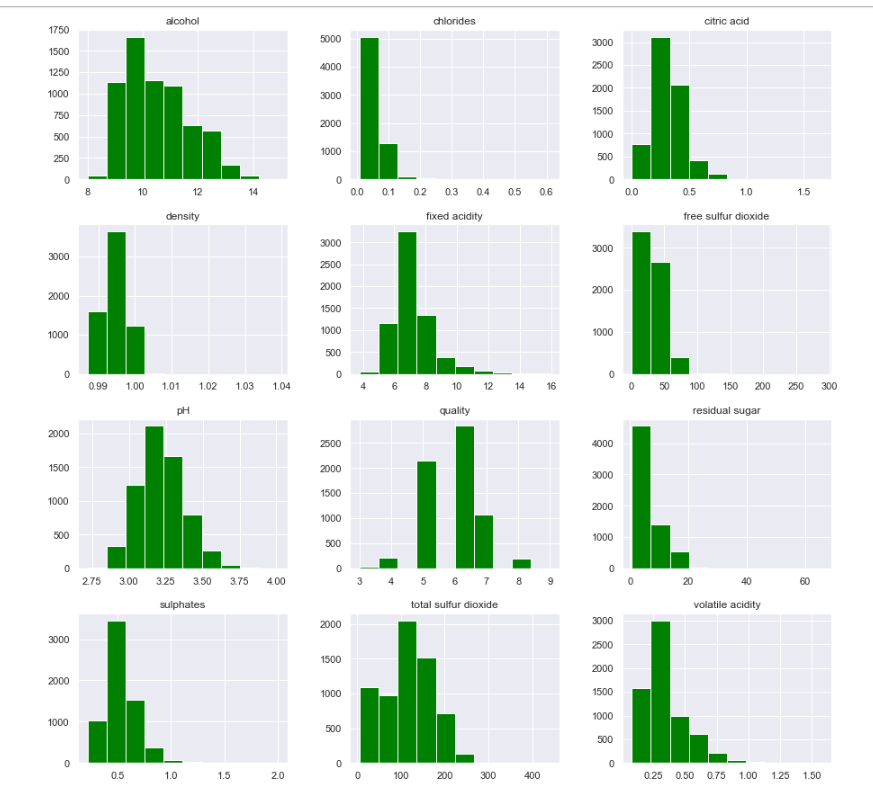 alcohol chlorides citric acid
1750 5000 3000
1500 4000 2500
1250 2000
1000 3000 1500
750 2000 1000
500 1000 500
250
0 0 0
8 10 12 14 0.0 0.1 0.2 0.3 0.4 0.5 0.6 0.0 0.5 1.0 1.5
density fixed acidity free sulfur dioxide
3000 3000 3000
2500
2000 2000 2000
1500
1000 1000 1000
500
0 0 0
0.99 1.00 1.01 1.02 1.03 1.04 4 6 8 10 12 14 16 0 50 100 150 200 250 300
pH quality residual sugar
2000 2500 4000
1500 2000 3000
1000 1500 2000
500 1000 1000
500
0 0 0
2.75 3.00 3.25 3.50 3.75 4.00 3 4 5 6 7 8 9 0 20 40 60
sulphates total sulfur dioxide volatile acidity
3000 2000 3000
2500
2000 1500 2000
1000 1500
1000 500 1000
500
0 0 0
0.5 1.0 1.5 2.0 0 100 200 300 400 0.25 0.50 0.75 1.00 1.25 1.50